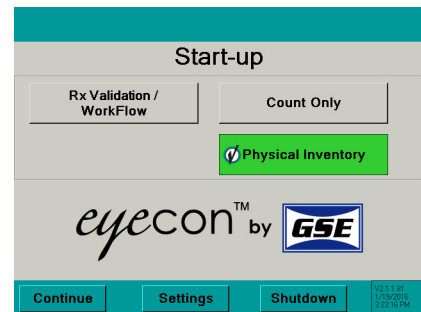 Start-up
Rx Validation /
WorkFlow
Count Only
Physical Inventory
eyecon™ by GSE
Continue
Settings
Shutdown
V2.1.1.81
1/19/2016
3:23:16 PM